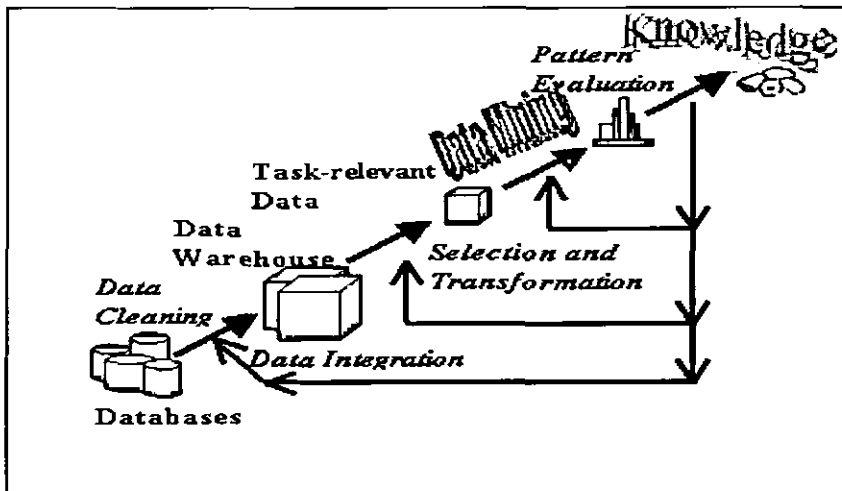 Knowledge
Pattern
Evaluation
Data Mining
Task-relevant
Data
Data
Warehouse
Selection and
Transformation
Data
Cleaning
Data Integration
Databases